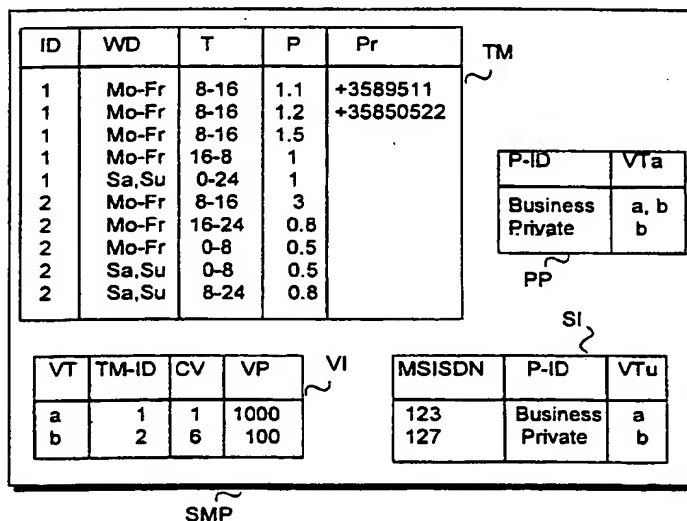 ID WD T P Pr
1 Mo-Fr 8-16 1.1 +3589511
1 Mo-Fr 8-16 1.2 +35850522
1 Mo-Fr 8-16 1.5
1 Mo-Fr 16-8 1
1 Sa,Su 0-24 1
2 Mo-Fr 8-16 3
2 Mo-Fr 16-24 0.8
2 Mo-Fr 0-8 0.5
2 Sa,Su 0-8 0.5
2 Sa,Su 8-24 0.8
TM
P-ID VTa
Business a, b
Private b
PP
VT TM-ID CV VP
a 1 1 1000
b 2 6 100
VI
SI
MSISDN P-ID VTu
123 Business a
127 Private b
SMP